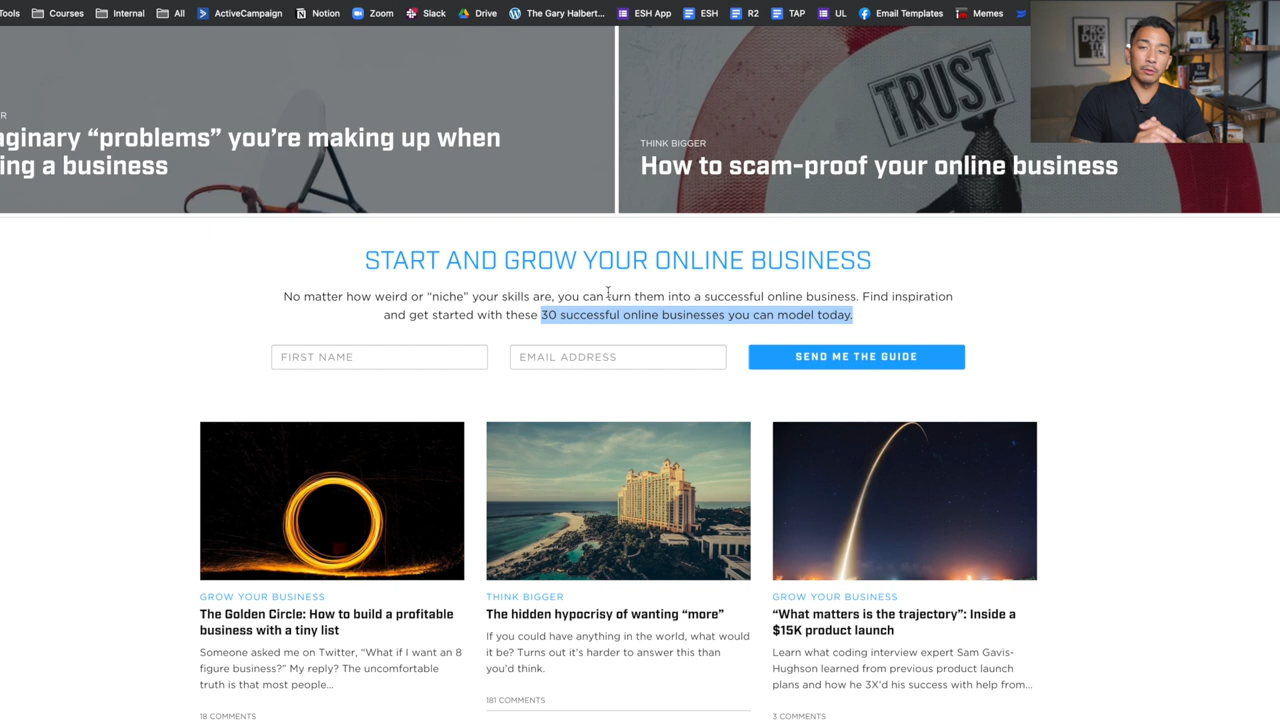 Tools Courses Internal All ActiveCampaign Notion Zoom Slack Drive The Gary Halbert... ESH App ESH R2 TAP UL Email Templates Memes
THINK BIGGER
aginary “problems” you’re making up when
ing a business
TRUST
How to scam-proof your online business
START AND GROW YOUR ONLINE BUSINESS
No matter how weird or “niche” your skills are, you can turn them into a successful online business. Find inspiration
and get started with these 30 successful online businesses you can model today.
FIRST NAME
EMAIL ADDRESS
SEND ME THE GUIDE
GROW YOUR BUSINESS
The Golden Circle: How to build a profitable
business with a tiny list
Someone asked me on Twitter, “What if I want an 8
figure business?” My reply? The uncomfortable
truth is that most people...
18 COMMENTS
THINK BIGGER
The hidden hypocrisy of wanting “more”
If you could have anything in the world, what would
it be? Turns out it’s harder to answer this than
you’d think.
181 COMMENTS
GROW YOUR BUSINESS
“What matters is the trajectory”: Inside a
$15K product launch
Learn what coding interview expert Sam Gavis-
Hughson learned from previous product launch
plans and how he 3X’d his success with help from...
3 COMMENTS